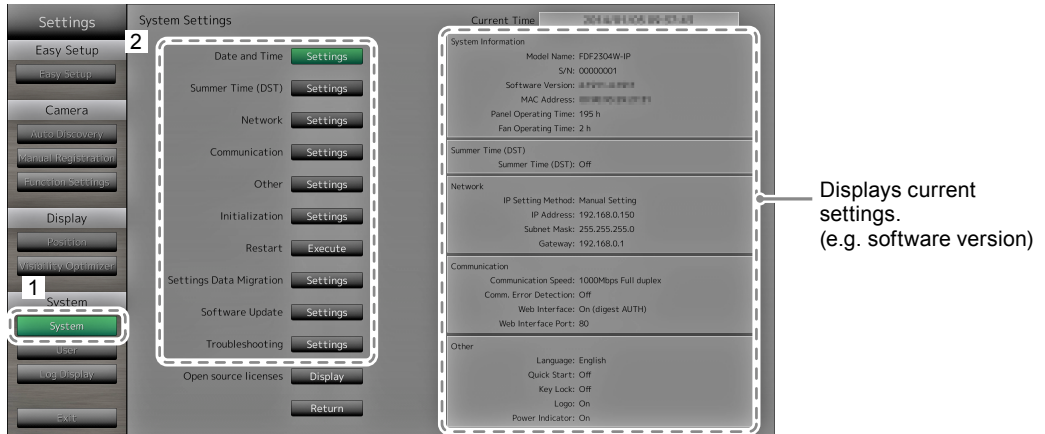 Settings
System Settings
Current Time
Easy Setup
Easy Setup
Camera
Auto Discovery
Manual Registration
Function Settings
Display
Position
Visibility Optimizer
1
System
System
User
Log Display
Exit
2
Date and Time Settings
Summer Time (DST) Settings
Network Settings
Communication Settings
Other Settings
Initialization Settings
Restart Execute
Settings Data Migration Settings
Software Update Settings
Troubleshooting Settings
Open source licenses Display
Return
System Information
Model Name: FDF2304W-IP
S/N: 00000001
Software Version:
MAC Address:
Panel Operating Time: 195 h
Fan Operating Time: 2 h
Summer Time (DST)
Summer Time (DST): Off
Network
IP Setting Method: Manual Setting
IP Address: 192.168.0.150
Subnet Mask: 255.255.255.0
Gateway: 192.168.0.1
Communication
Communication Speed: 1000Mbps Full duplex
Comm. Error Detection: Off
Web Interface: On (digest AUTH)
Web Interface Port: 80
Other
Language: English
Quick Start: Off
Key Lock: Off
Logo: On
Power Indicator: On
Displays current
settings.
(e.g. software version)